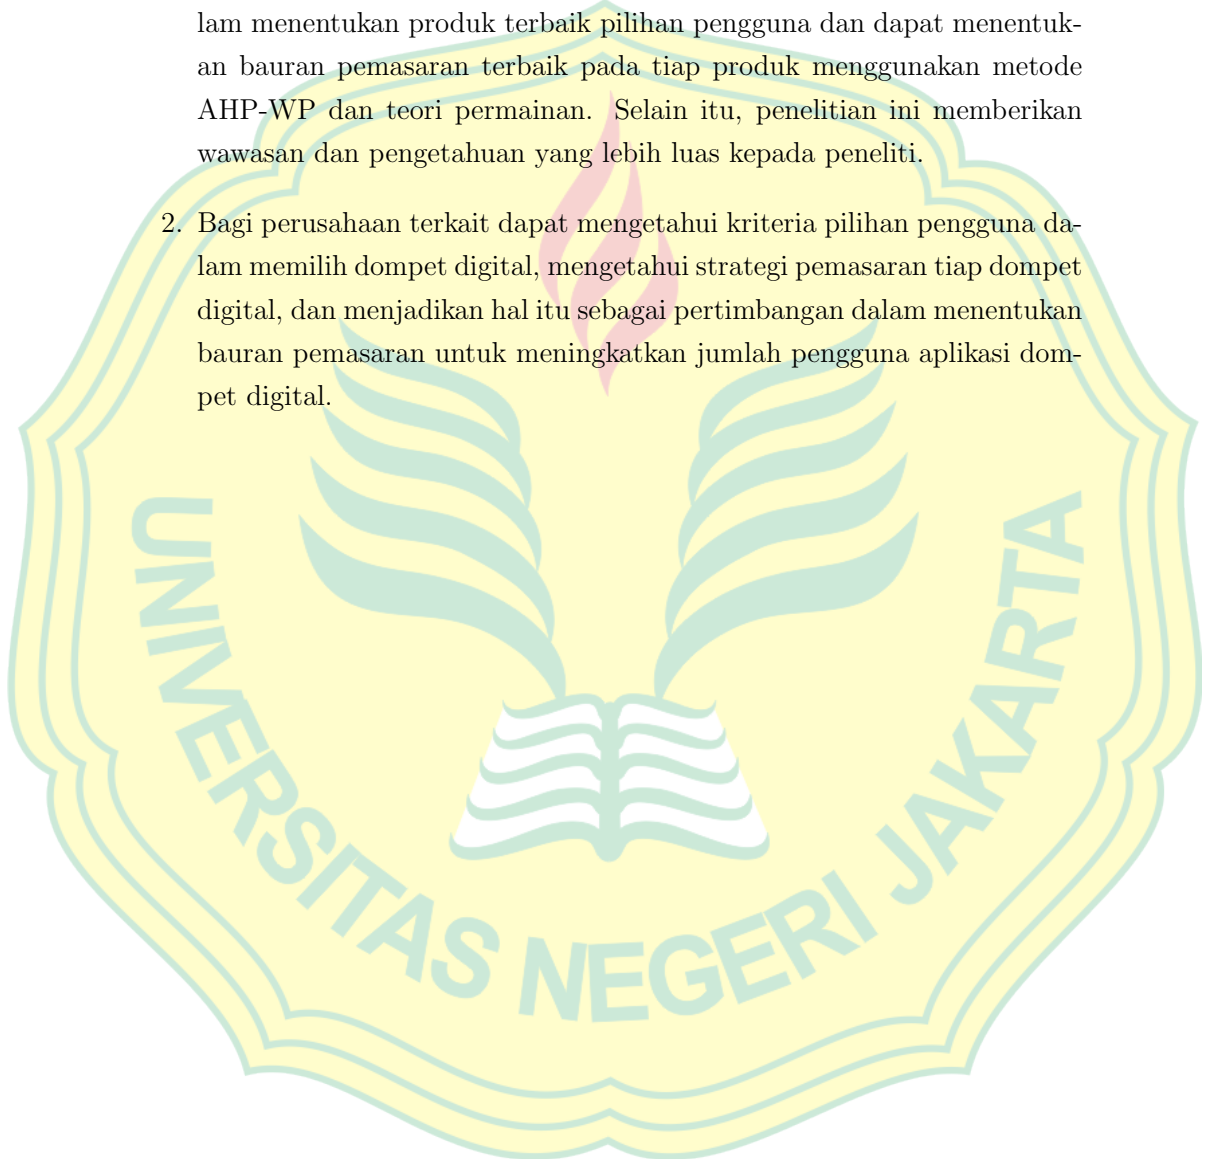 lam menentukan produk terbaik pilihan pengguna dan dapat menentuk-
an bauran pemasaran terbaik pada tiap produk menggunakan metode
AHP-WP dan teori permainan. Selain itu, penelitian ini memberikan
wawasan dan pengetahuan yang lebih luas kepada peneliti.
2. Bagi perusahaan terkait dapat mengetahui kriteria pilihan pengguna da-
lam memilih dompet digital, mengetahui strategi pemasaran tiap dompet
digital, dan menjadikan hal itu sebagai pertimbangan dalam menentukan
bauran pemasaran untuk meningkatkan jumlah pengguna aplikasi dom-
pet digital.
UNIVERSITAS NEGERI JAKARTA